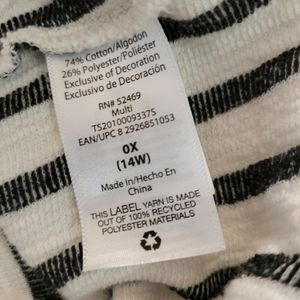 74% Cotton/Algodon
26% Polyester/Poliéster
Exclusive of Decoration
Exclusivo de Decoración
RN# 52469
Multi
TS2010009337S
EAN/UPC 8 2926851053
0X
(14W)
Made In/Hecho En
China
THIS LABEL YARN IS MADE
OUT OF 100% RECYCLED
POLYESTER MATERIALS